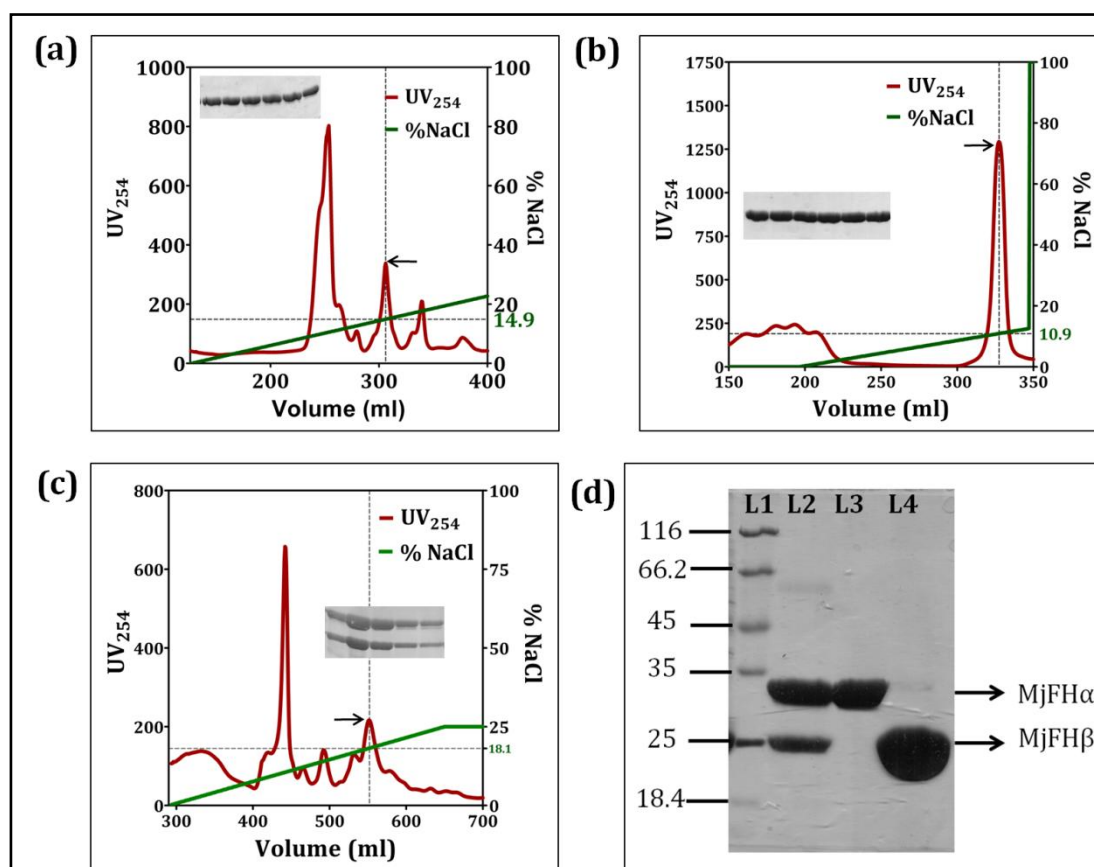 (a)
1000
800
600
400
200
0
UV254
UV254
%NaCl
100
80
60
40
20
0
14.9
% NaCl
200
300
400
Volume (ml)
(b)
1750
1500
1250
1000
750
500
250
0
UV254
UV254
%NaCl
100
80
60
40
20
0
10.9
% NaCl
150
200
250
300
350
Volume (ml)
(c)
800
600
400
200
0
UV254
UV254
% NaCl
100
75
50
25
0
18.1
% NaCl
300
400
500
600
700
Volume (ml)
(d)
L1 L2 L3 L4
116
66.2
45
35
25
18.4
MjFHα
MjFHβ